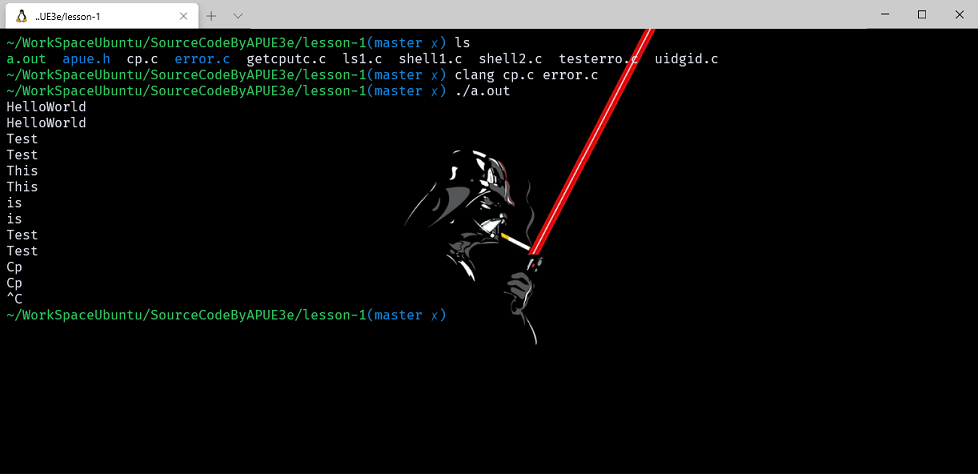 ..UE3e/lesson-1
~/WorkSpaceUbuntu/SourceCodeByAPUE3e/lesson-1(master x) ls
a.out apue.h cp.c error.c getcputc.c ls1.c shell1.c shell2.c testerro.c uidgid.c
~/WorkSpaceUbuntu/SourceCodeByAPUE3e/lesson-1(master x) clang cp.c error.c
~/WorkSpaceUbuntu/SourceCodeByAPUE3e/lesson-1(master x) ./a.out
HelloWorld
HelloWorld
Test
Test
This
This
is
is
Test
Test
Cp
Cp
^C
~/WorkSpaceUbuntu/SourceCodeByAPUE3e/lesson-1(master x)